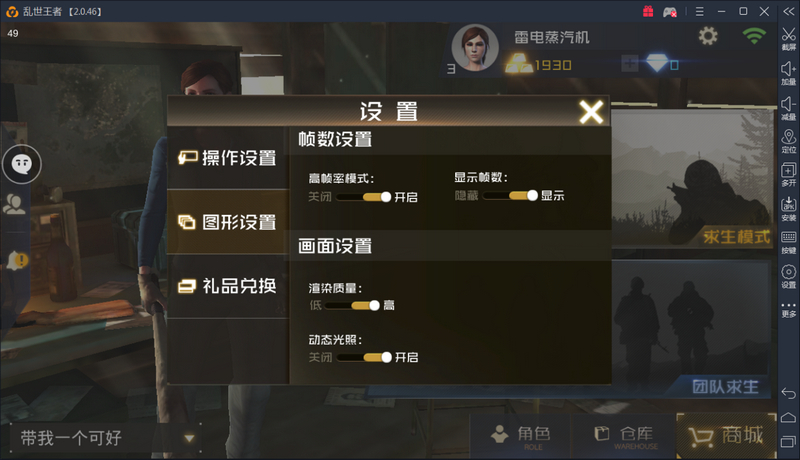 乱世王者 【2.0.46】
49
雷电蒸汽机
3
1930
0
设置
操作设置
图形设置
礼品兑换
帧数设置
高帧率模式:
关闭 开启
显示帧数:
隐藏 显示
画面设置
渲染质量:
低 高
动态光照:
关闭 开启
求生模式
团队求生
带我一个可好
角色
ROLE
仓库
WAREHOUSE
商城
截屏
加量
减量
定位
多开
APK
安装
按键
设置
更多